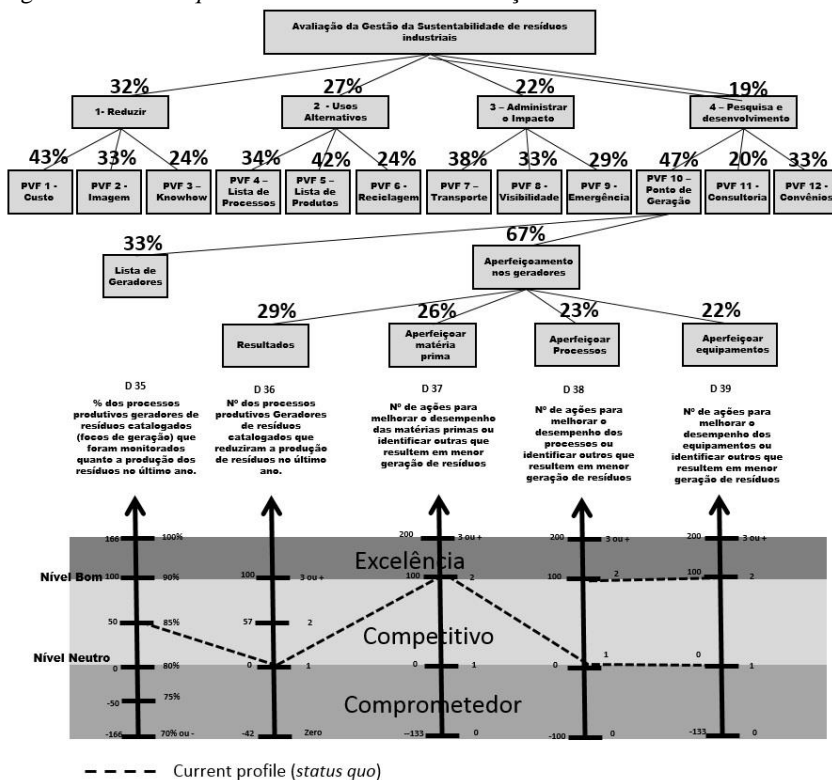 Avaliação da Gestão da Sustentabilidade de resíduos
industriais
32%
27%
22%
19%
1- Reduzir
2 - Usos
Alternativos
3 – Administrar
o Impacto
4 – Pesquisa e
desenvolvimento
43%
33%
24%
34%
42%
24%
38%
33%
29%
47%
20%
33%
PVF 1 -
Custo
PVF 2 -
Imagem
PVF 3 –
Knowhow
PVF 4 –
Lista de
Processos
PVF 5 –
Lista de
Produtos
PVF 6 -
Reciclagem
PVF 7 –
Transporte
PVF 8 -
Visibilidade
PVF 9 -
Emergência
PVF 10 –
Ponto de
Geração
PVF 11 -
Consultoria
PVF 12 -
Convênios
33%
67%
Lista de
Geradores
Aperfeiçoamento
nos geradores
29%
26%
23%
22%
Resultados
Aperfeiçoar
matéria
prima
Aperfeiçoar
Processos
Aperfeiçoar
equipamentos
D 35
% dos processos
produtivos geradores de
resíduos catalogados
(focos de geração) que
foram monitorados
quanto a produção dos
resíduos no último ano.
D 36
Nº dos processos
produtivos Geradores
de resíduos
catalogados que
reduziram a produção
de resíduos no último
ano.
D 37
Nº de ações para
melhorar o desempenho
das matérias primas ou
identificar outras que
resultem em menor
geração de resíduos
D 38
Nº de ações para
melhorar o
desempenho dos
processos ou
identificar outros que
resultem em menor
geração de resíduos
D 39
Nº de ações para
melhorar o
desempenho dos
equipamentos ou
identificar outros que
resultem em menor
geração de resíduos
166 100%
200 3 ou +
200 3 ou +
200 3 ou +
Excelência
Nível Bom
100 90%
100 3 ou +
100 2
100 2
100 2
50 85%
57 2
Competitivo
Nível Neutro
0 80%
0 1
0 1
0 1
0 1
-50 75%
Comprometedor
-166 70% ou -
-42 Zero
-133 0
-100 0
-133 0
Current profile (status quo)